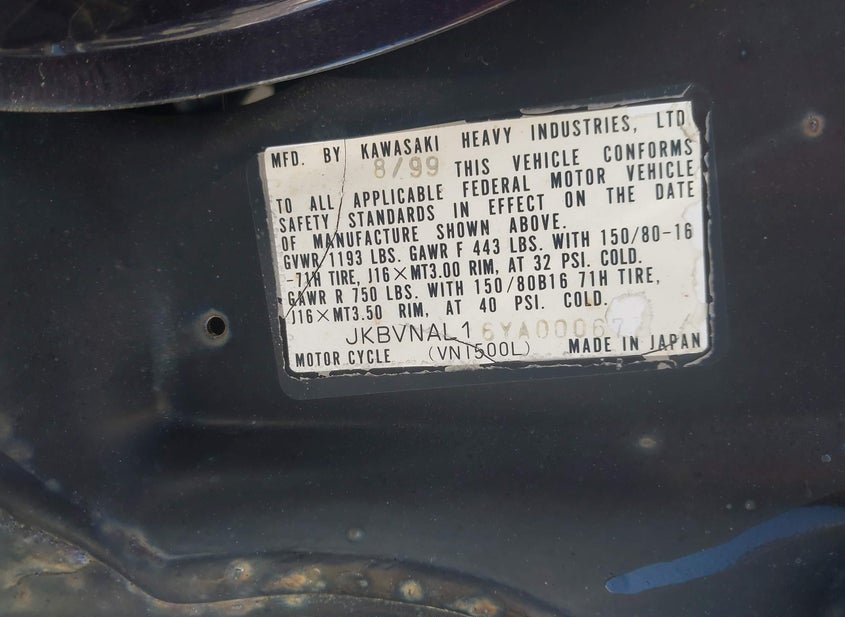 MFD. BY KAWASAKI HEAVY INDUSTRIES, LTD
8/99 THIS VEHICLE CONFORMS
TO ALL APPLICABLE FEDERAL MOTOR VEHICLE
SAFETY STANDARDS IN EFFECT ON THE DATE
OF MANUFACTURE SHOWN ABOVE.
GVWR 1193 LBS. GAWR F 443 LBS. WITH 150/80-16
-71H TIRE, J16×MT3.00 RIM, AT 32 PSI. COLD.
GAWR R 750 LBS. WITH 150/80B16 71H TIRE,
J16×MT3.50 RIM, AT 40 PSI. COLD.
JKBVNAL1
MOTOR CYCLE (VN1500L) MADE IN JAPAN